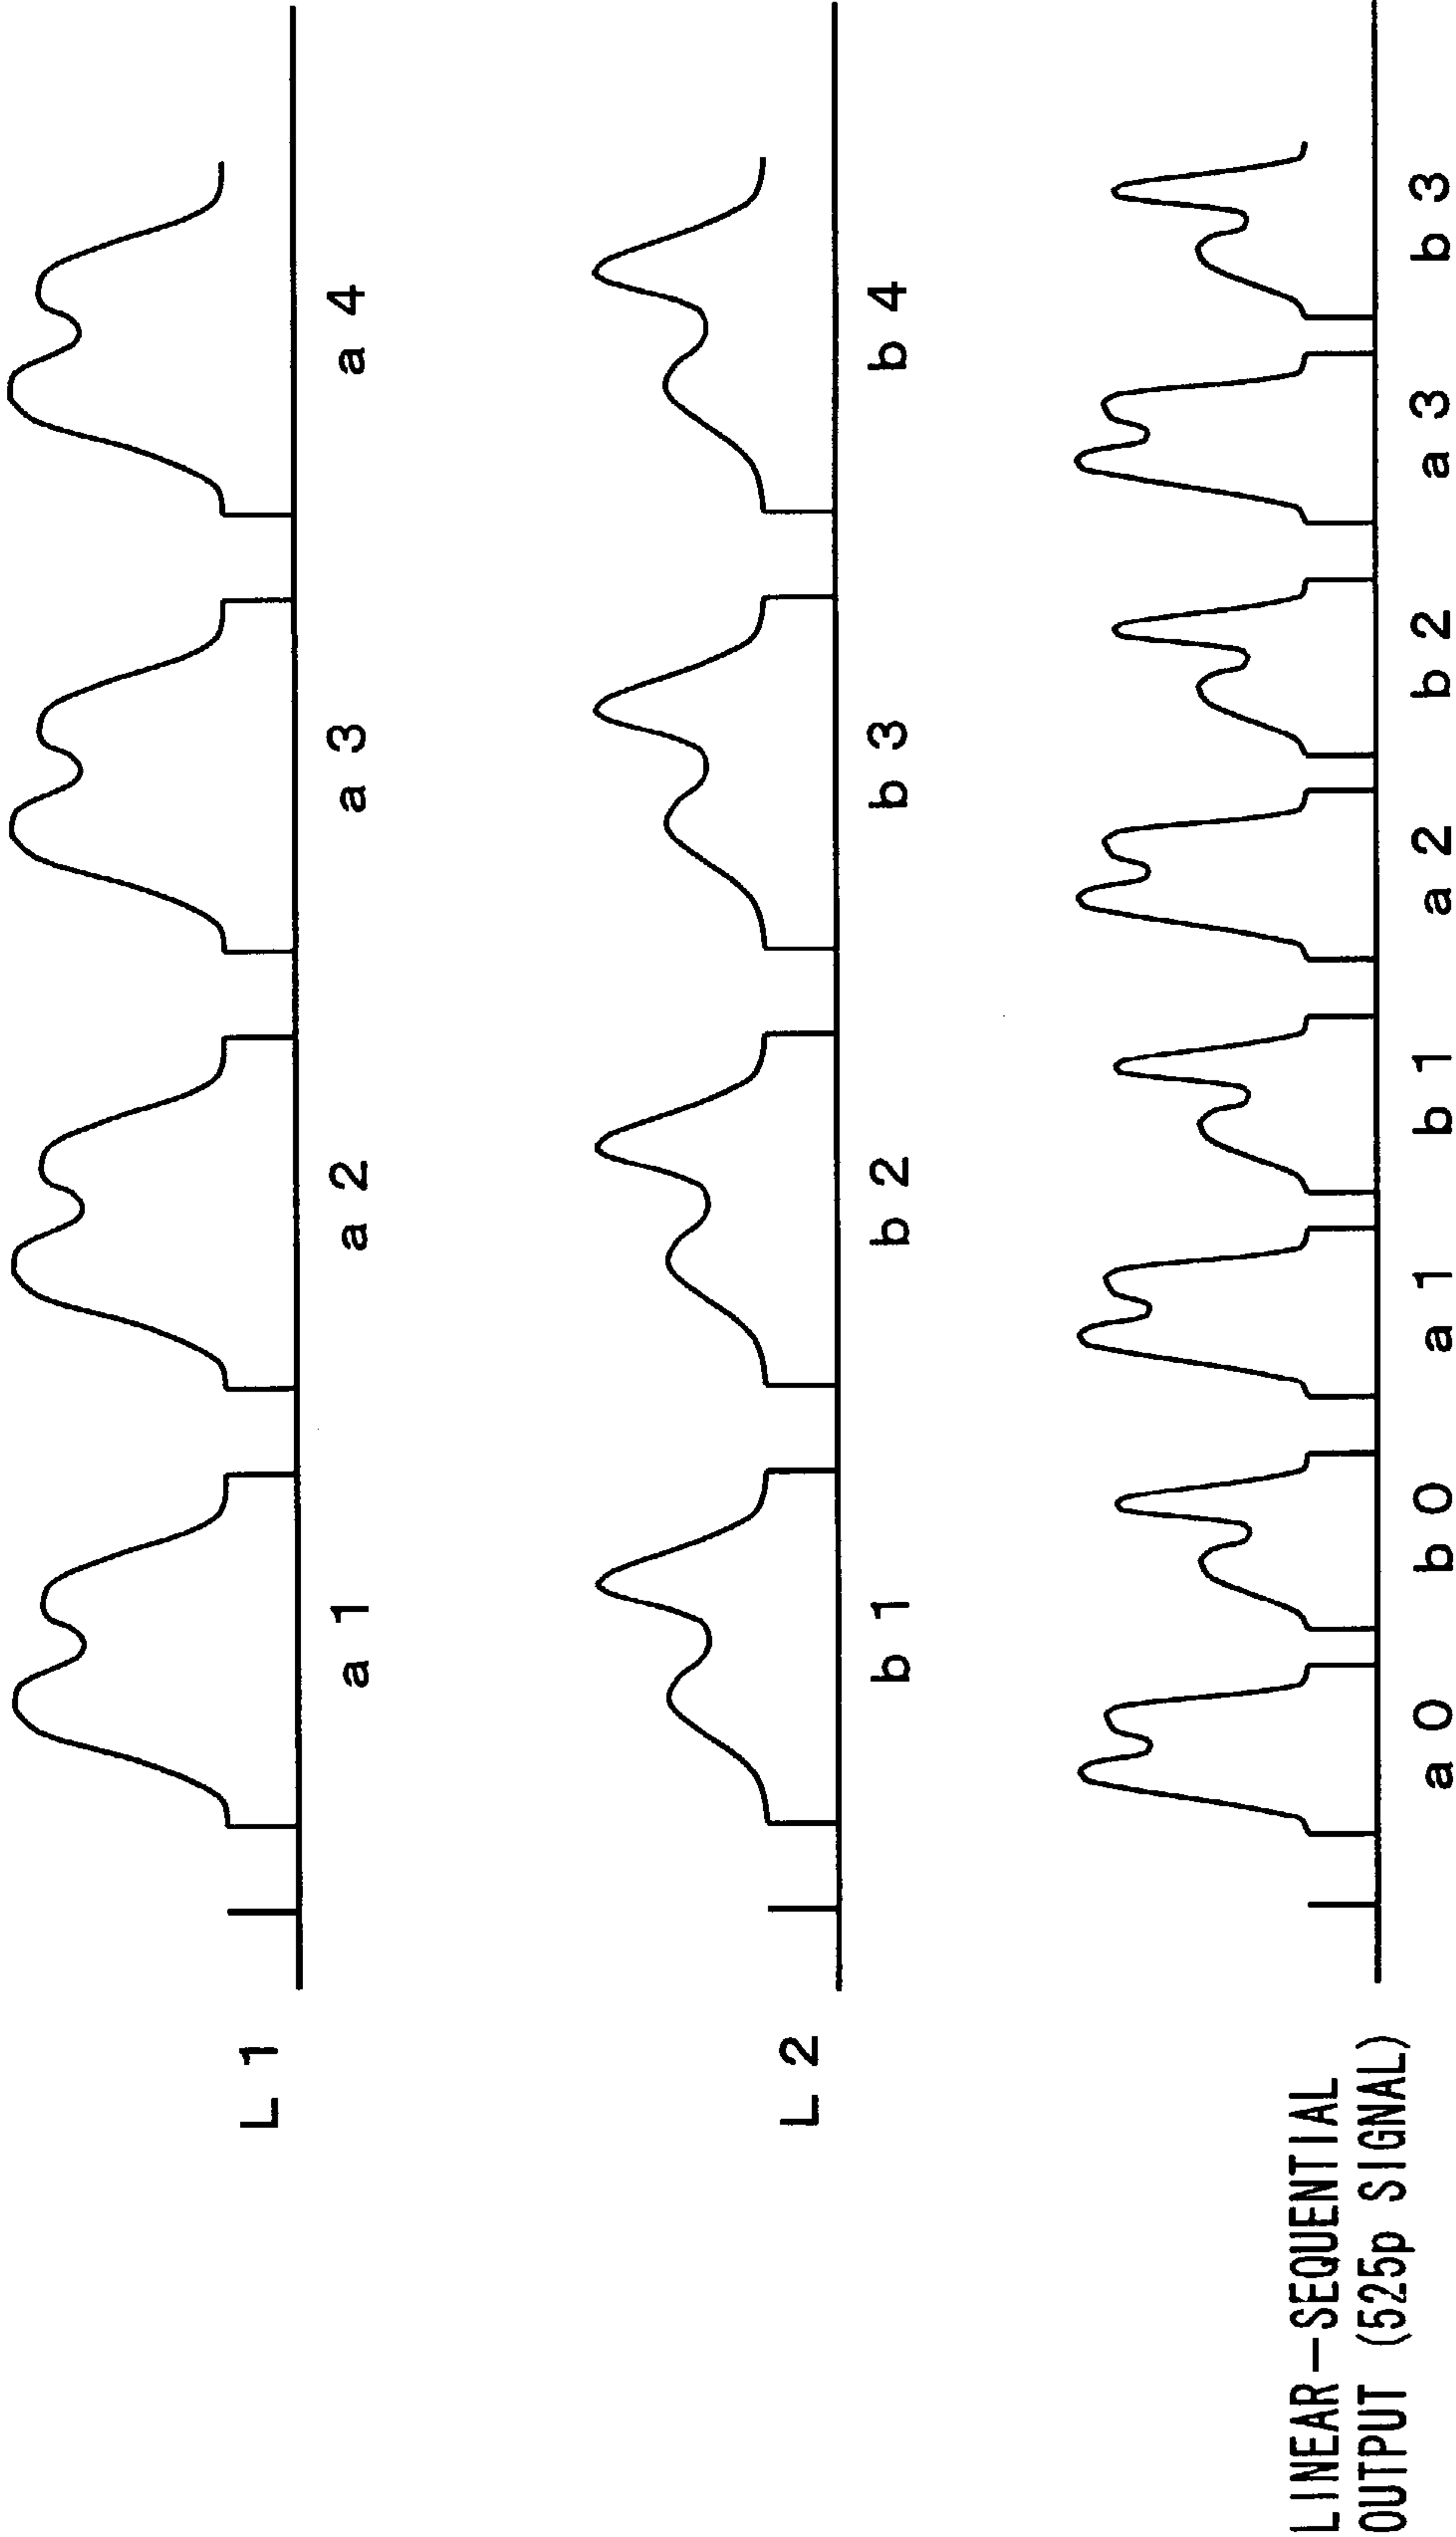 L 1
a 1 a 2 a 3 a 4
L 2
b 1 b 2 b 3 b 4
LINEAR-SEQUENTIAL
OUTPUT (525p SIGNAL)
a 0 b 0 a 1 b 1 a 2 b 2 a 3 b 3